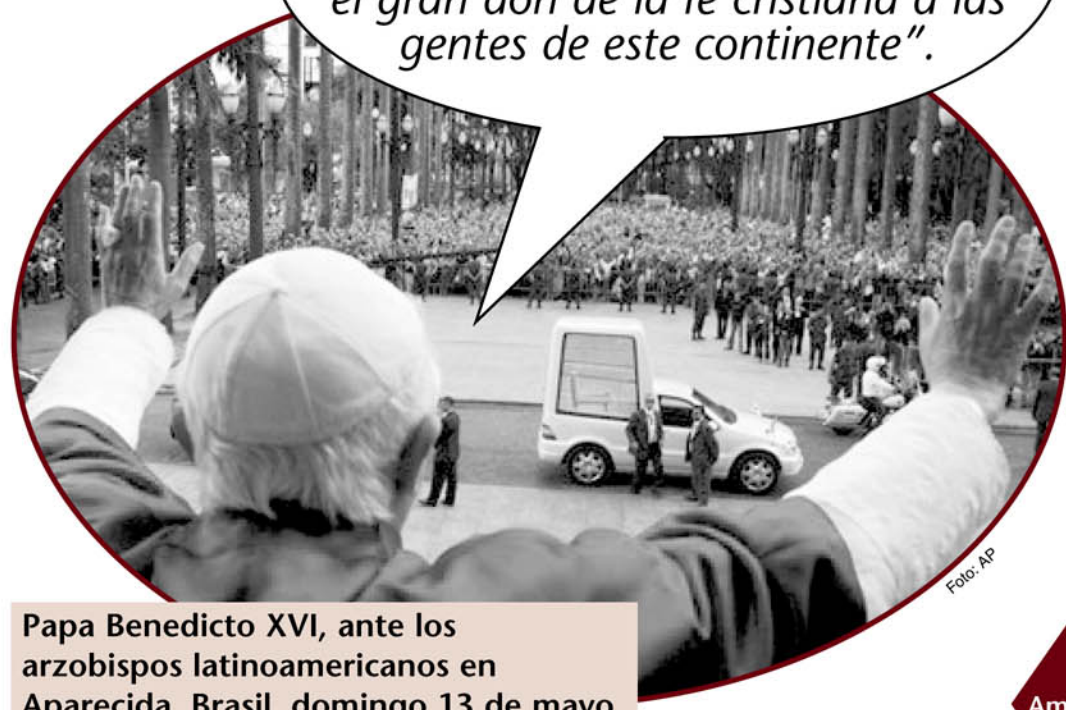 el gran don de la fe cristiana a las
gentes de este continente”.
Foto: AP
Papa Benedicto XVI, ante los
arzobispos latinoamericanos en
Aparecida, Brasil, domingo 13 de mayo
Am